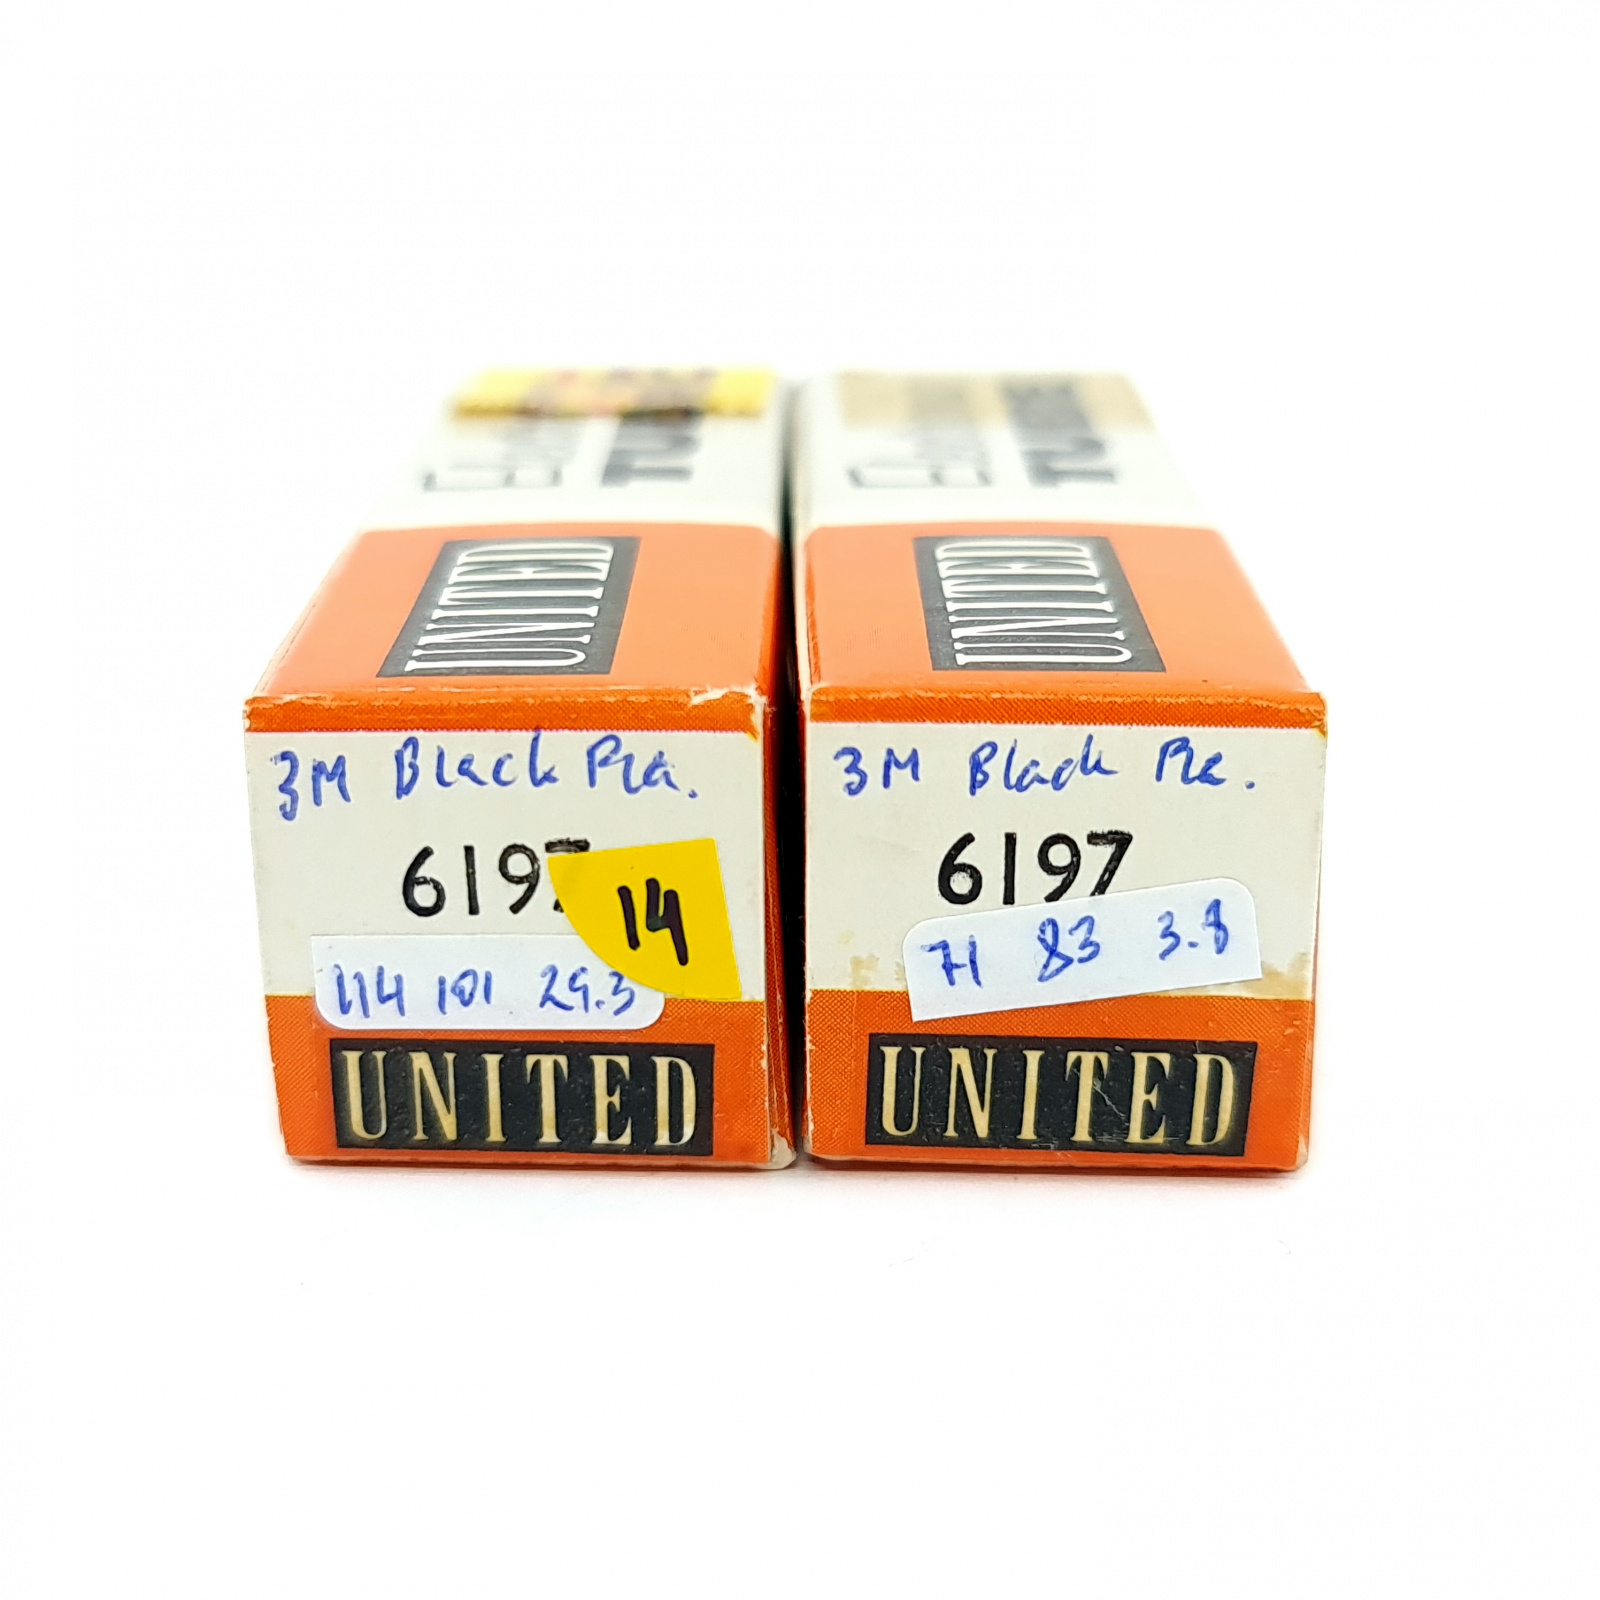 TUBE
UNITED
3M Black Pla.
6197
14
114 101 29.3
UNITED
UNITED
3M Black Pla.
6197
71 83 3.8
UNITED